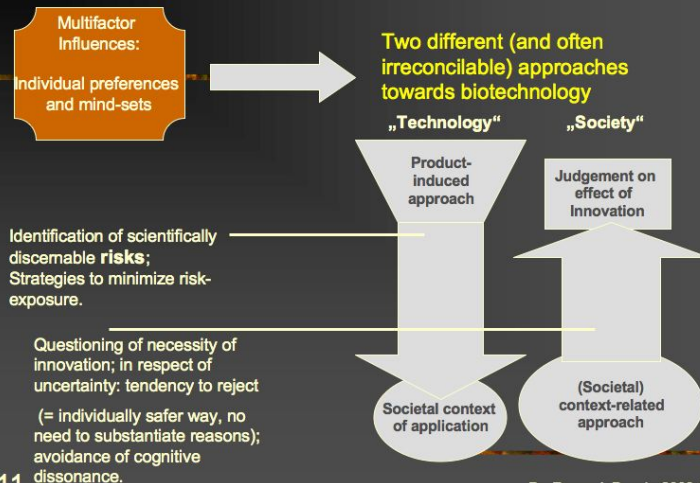 Multifactor
Influences:
Individual preferences
and mind-sets
Two different (and often
irreconcilable) approaches
towards biotechnology
„Technology“
„Society“
Product-
induced
approach
Judgement on
effect of
Innovation
Identification of scientifically
discernable risks;
Strategies to minimize risk-
exposure.
Questioning of necessity of
innovation; in respect of
uncertainty: tendency to reject
(= individually safer way, no
need to substantiate reasons);
avoidance of cognitive
dissonance.
Societal context
of application
(Societal)
context-related
approach
11